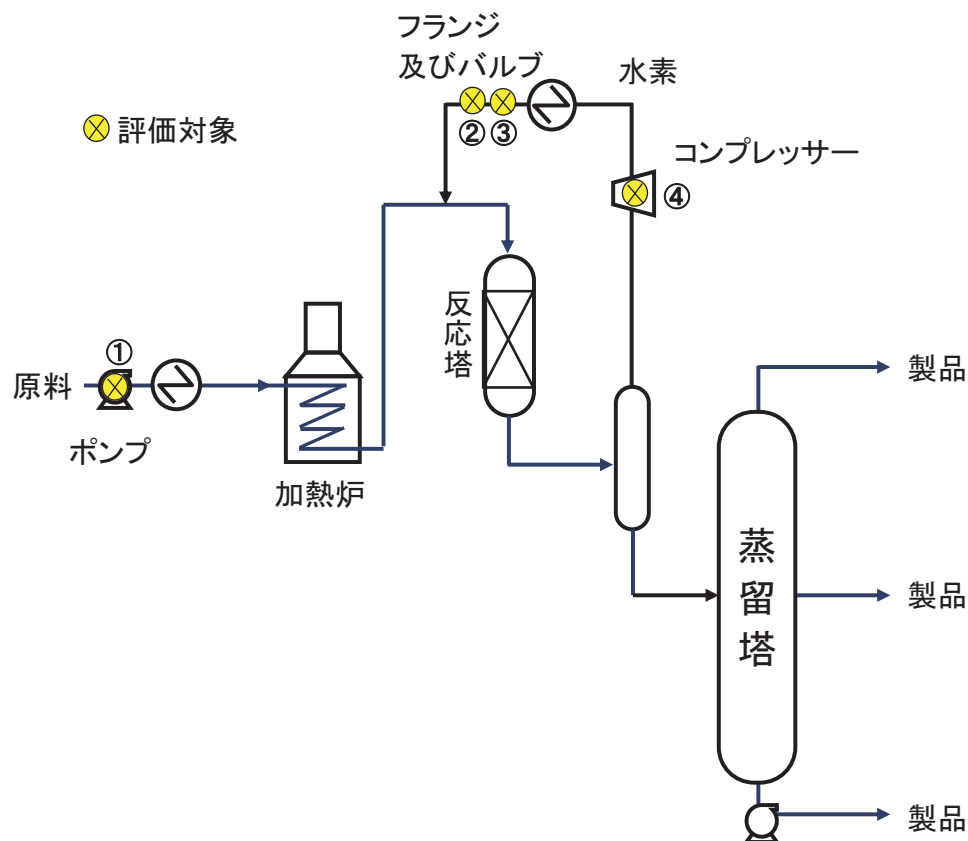 フランジ
及びバルブ
水素
評価対象
② ③
コンプレッサー
④
反応塔
①
原料
製品
ポンプ
加熱炉
蒸留塔
製品
製品